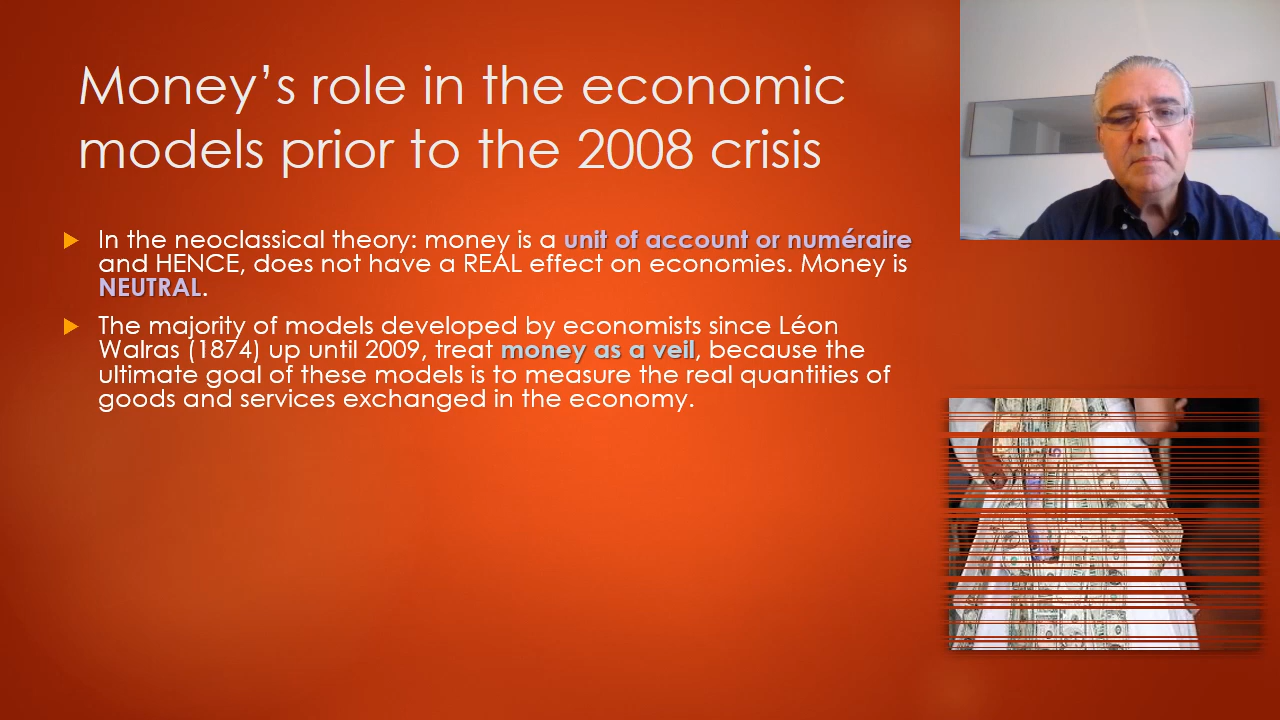 Money’s role in the economic
models prior to the 2008 crisis
In the neoclassical theory: money is a unit of account or numéraire
and HENCE, does not have a REAL effect on economies. Money is
NEUTRAL.
The majority of models developed by economists since Léon
Walras (1874) up until 2009, treat money as a veil, because the
ultimate goal of these models is to measure the real quantities of
goods and services exchanged in the economy.